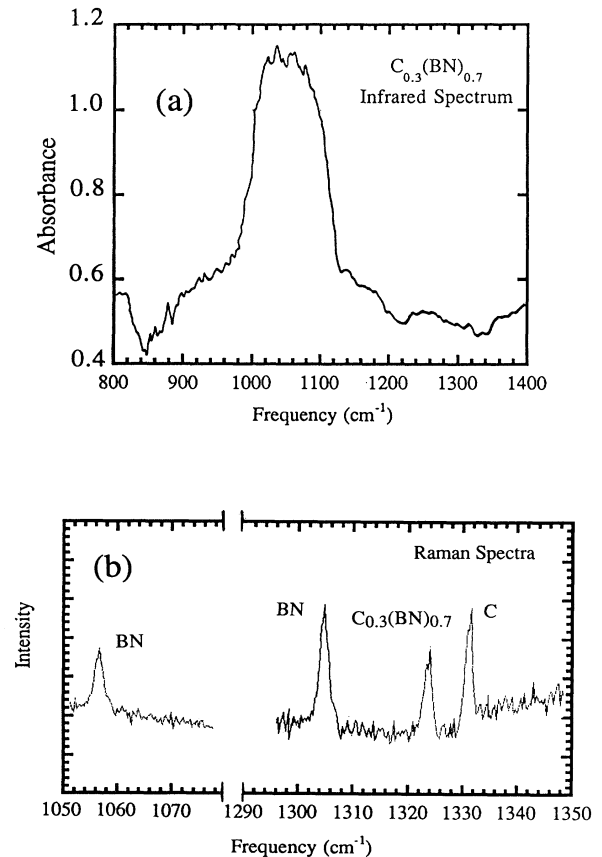 1.2
(a)
C0.3(BN)0.7
Infrared Spectrum
1.0
Absorbance
0.8
0.6
0.4
800 900 1000 1100 1200 1300 1400
Frequency (cm-1)
(b)
Raman Spectra
Intensity
BN
BN
C0.3(BN)0.7
C
1050 1060 1070 1290 1300 1310 1320 1330 1340 1350
Frequency (cm-1)